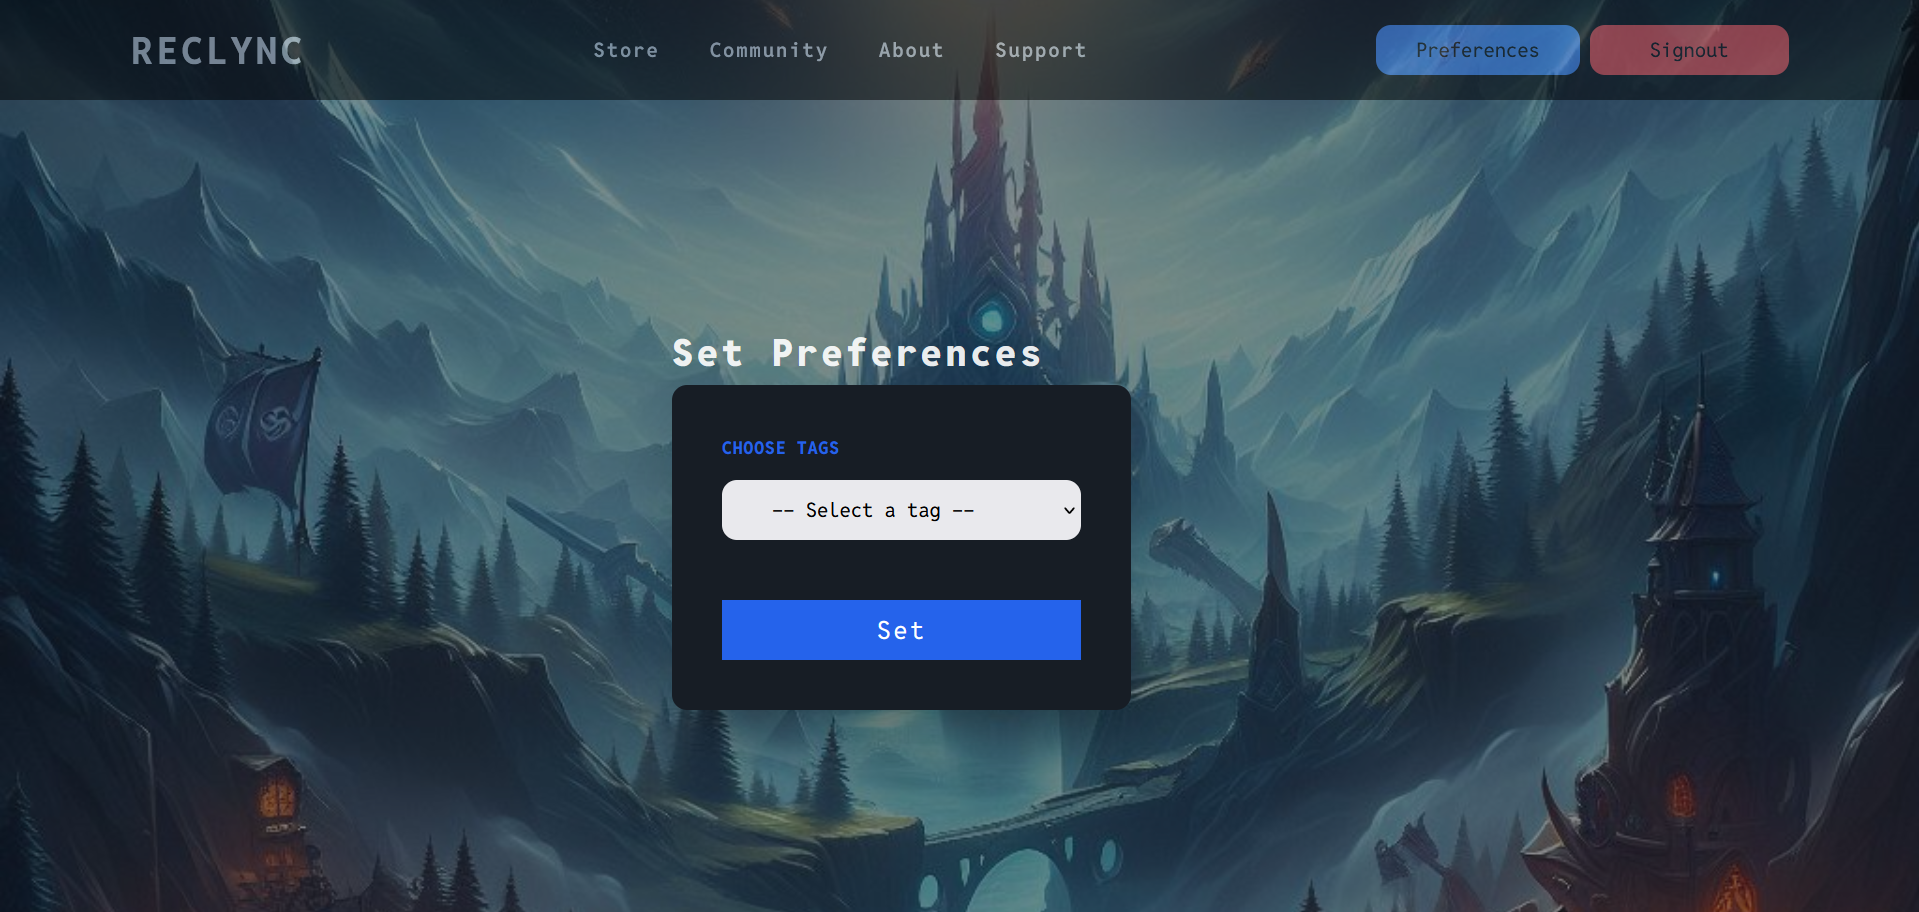 RECLYNC
Store Community About Support
Preferences Signout
Set Preferences
CHOOSE TAGS
-- Select a tag --
Set